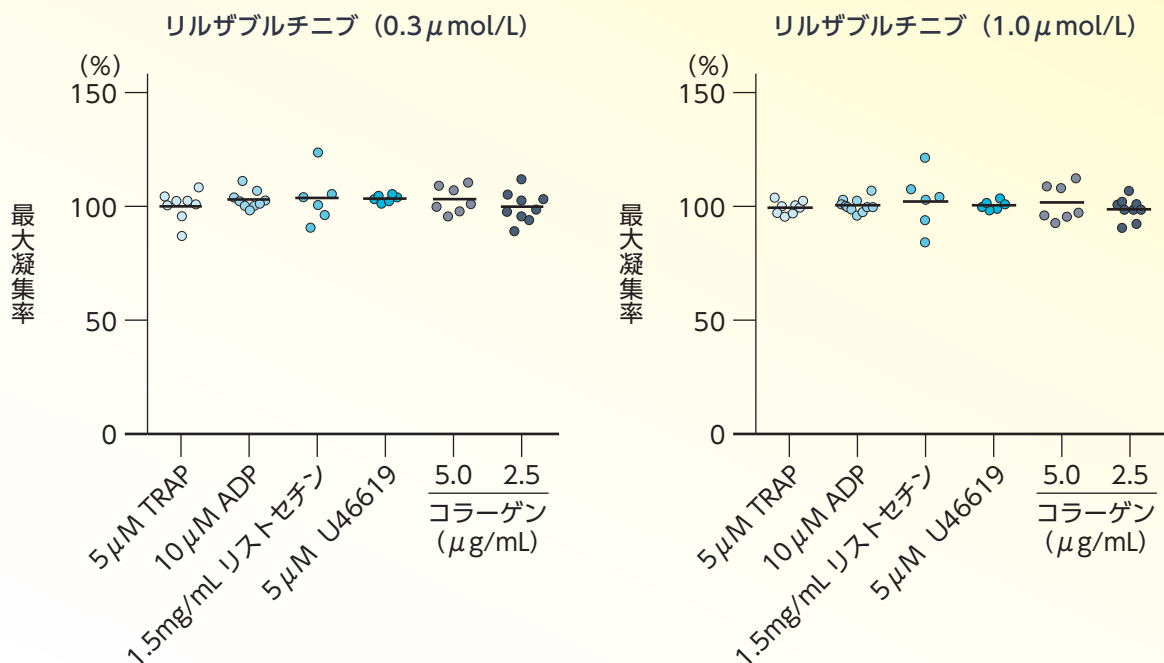 リルザブルチニブ（0.3μmol/L）
(%)
150
100
50
0
最大凝集率
5μM TRAP
10μM ADP
1.5mg/mL リストセチン
5μM U46619
5.0 2.5
コラーゲン
(μg/mL)
リルザブルチニブ（1.0μmol/L）
(%)
150
100
50
0
最大凝集率
5μM TRAP
10μM ADP
1.5mg/mL リストセチン
5μM U46619
5.0 2.5
コラーゲン
(μg/mL)